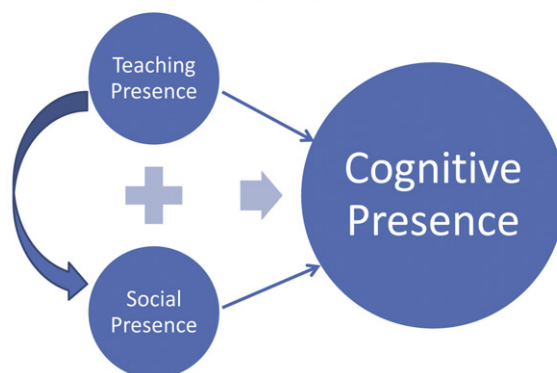 Teaching
Presence
Cognitive
Presence
Social
Presence